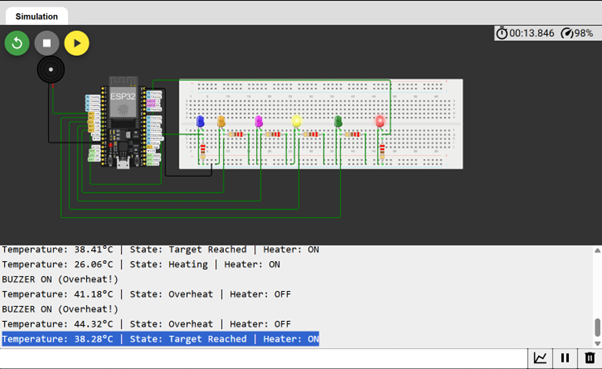 Simulation
00:13.846 98%
ESP32
Temperature: 38.41°C | State: Target Reached | Heater: ON
Temperature: 26.06°C | State: Heating | Heater: ON
BUZZER ON (Overheat!)
Temperature: 41.18°C | State: Overheat | Heater: OFF
BUZZER ON (Overheat!)
Temperature: 44.32°C | State: Overheat | Heater: OFF
Temperature: 38.28°C | State: Target Reached | Heater: ON